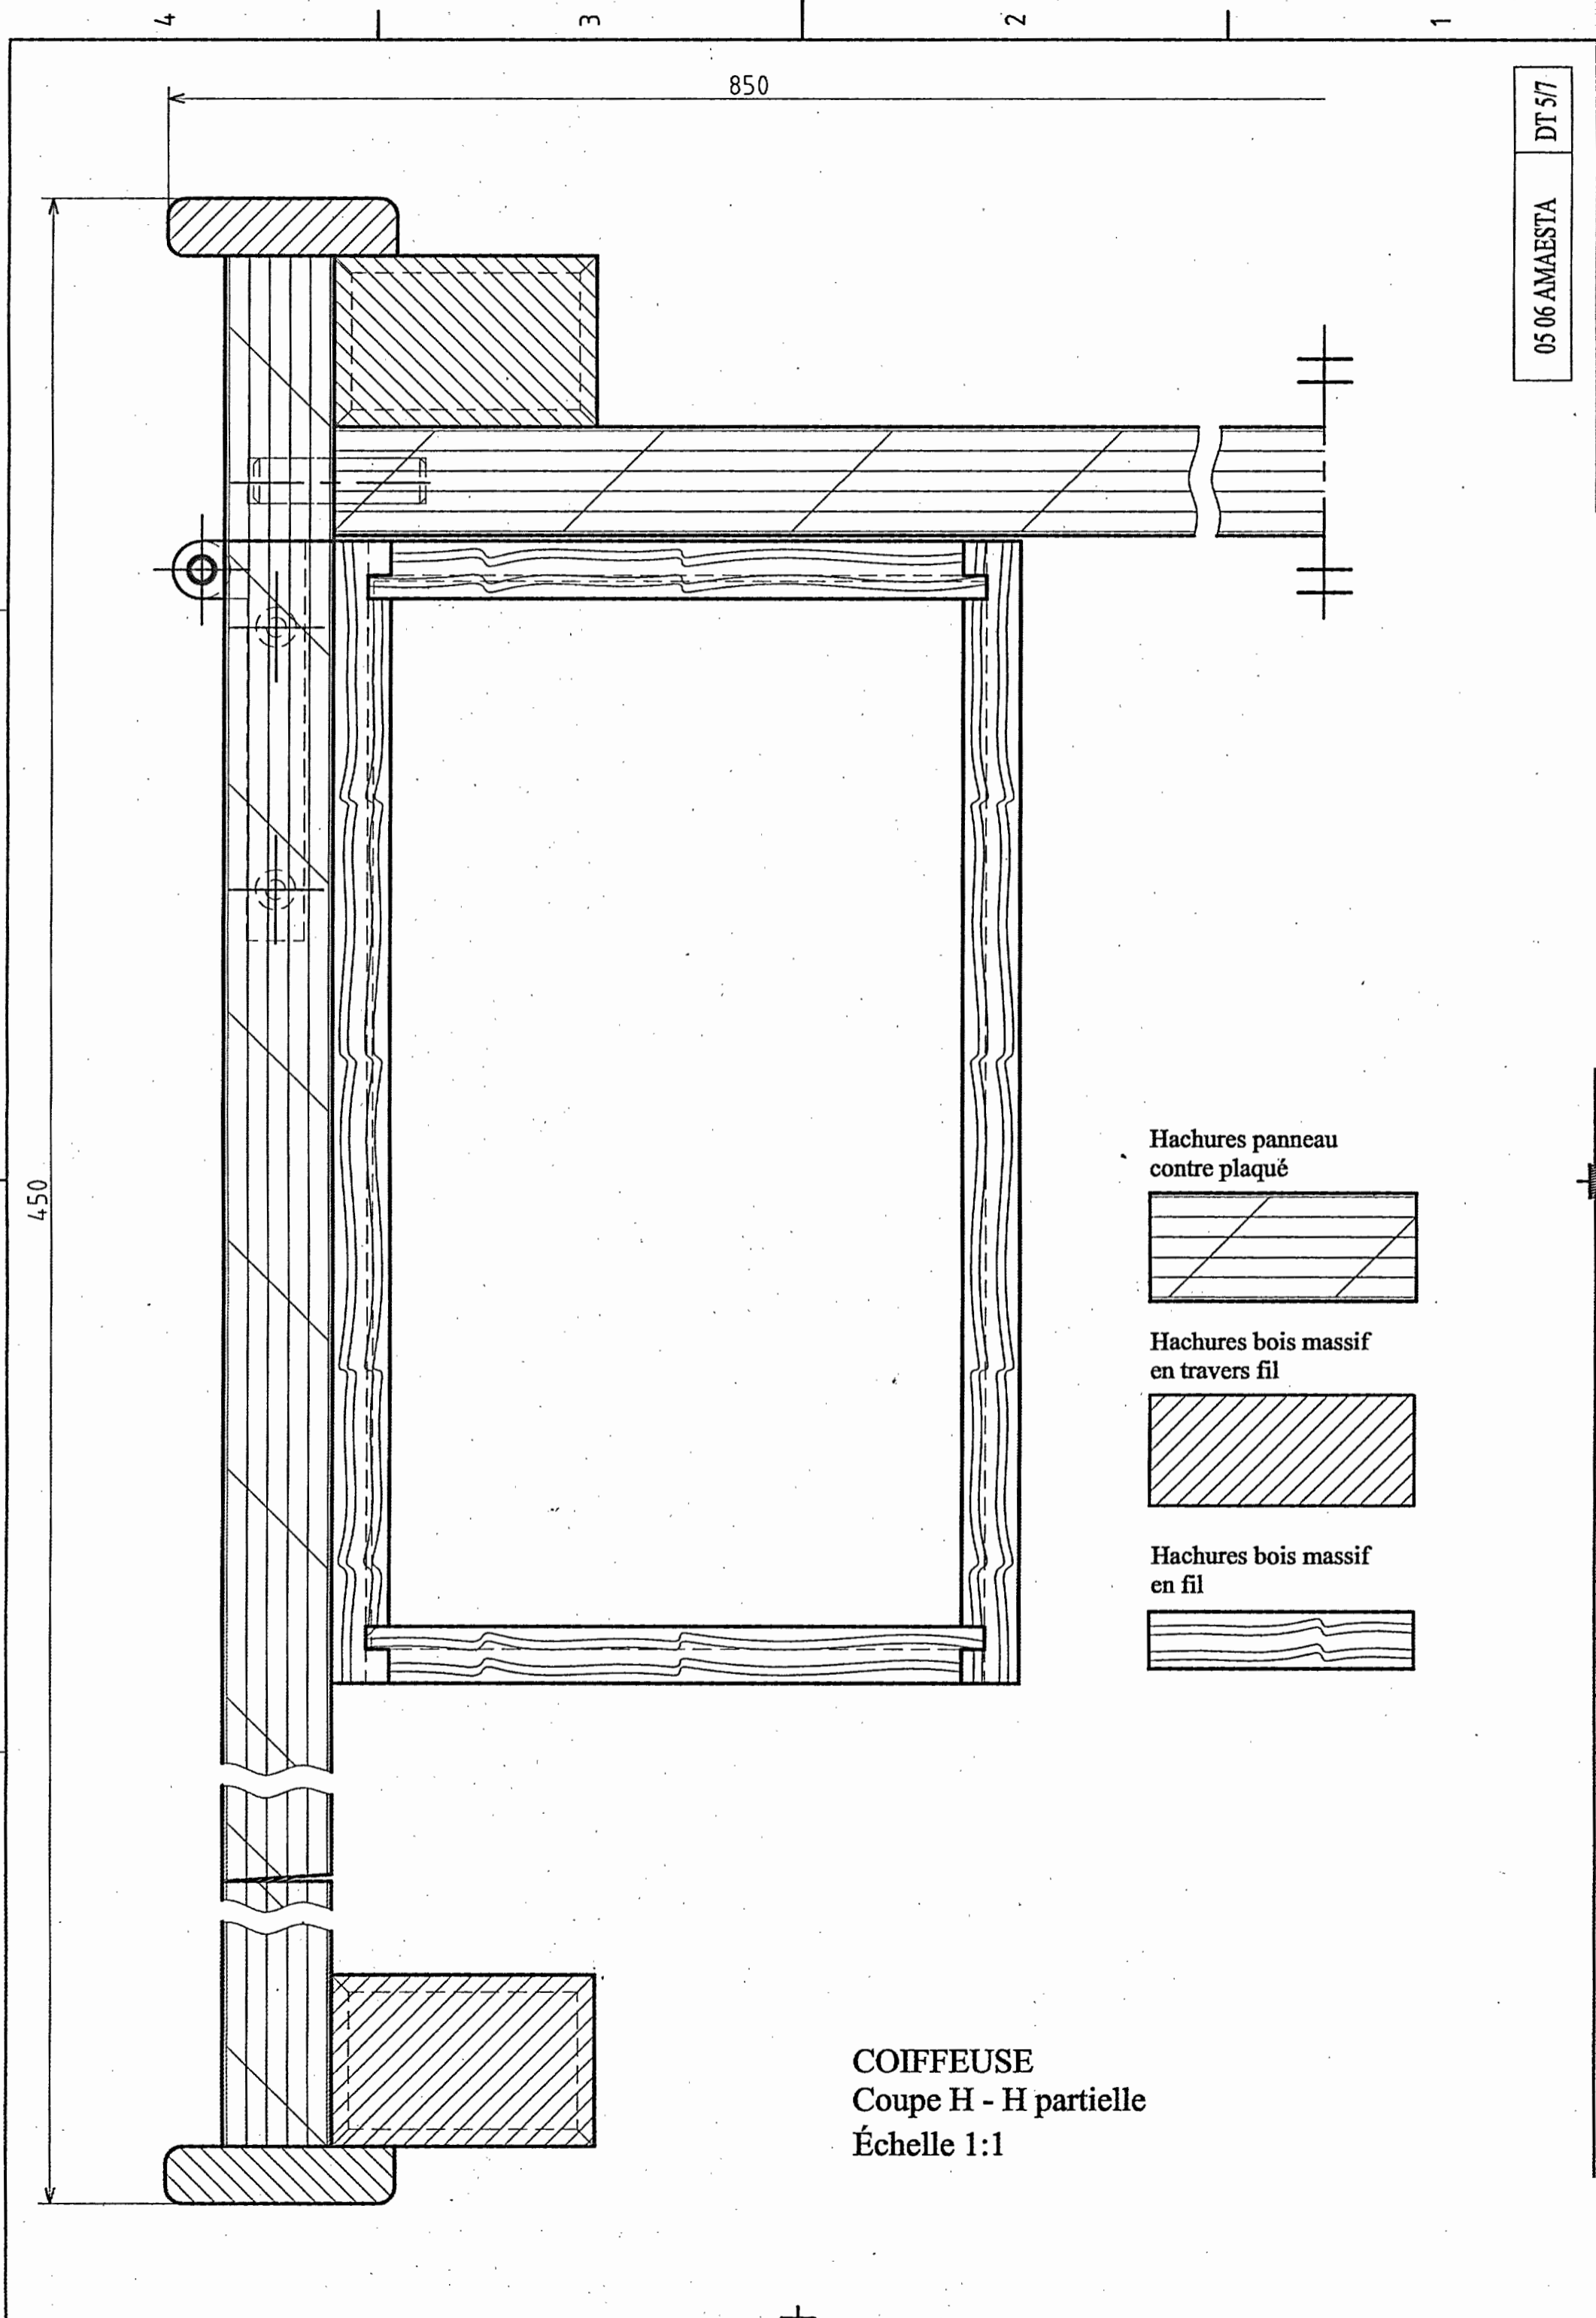 4
3
2
1
850
DT 5/7
05 06 AMAESTA
450
Hachures panneau
contre plaqué
Hachures bois massif
en travers fil
Hachures bois massif
en fil
COIFFEUSE
Coupe H - H partielle
Échelle 1:1